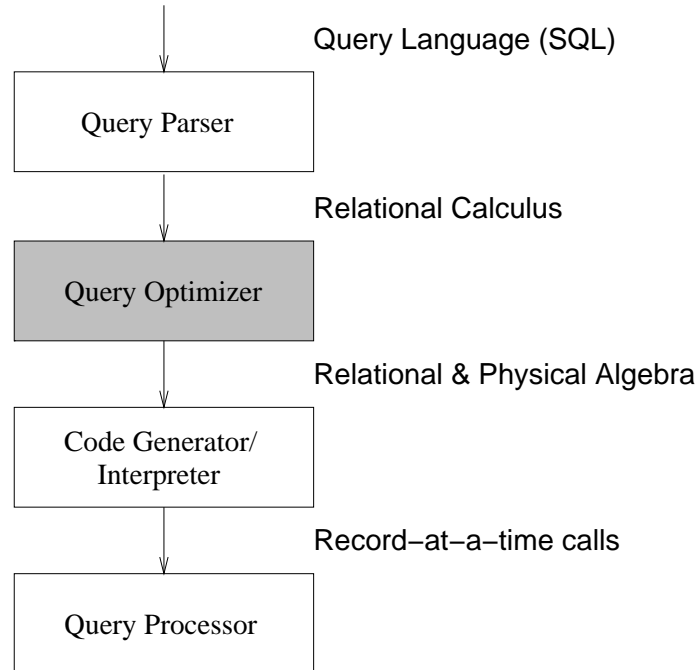 Query Language (SQL)
Query Parser
Relational Calculus
Query Optimizer
Relational & Physical Algebra
Code Generator/
Interpreter
Record−at−a−time calls
Query Processor